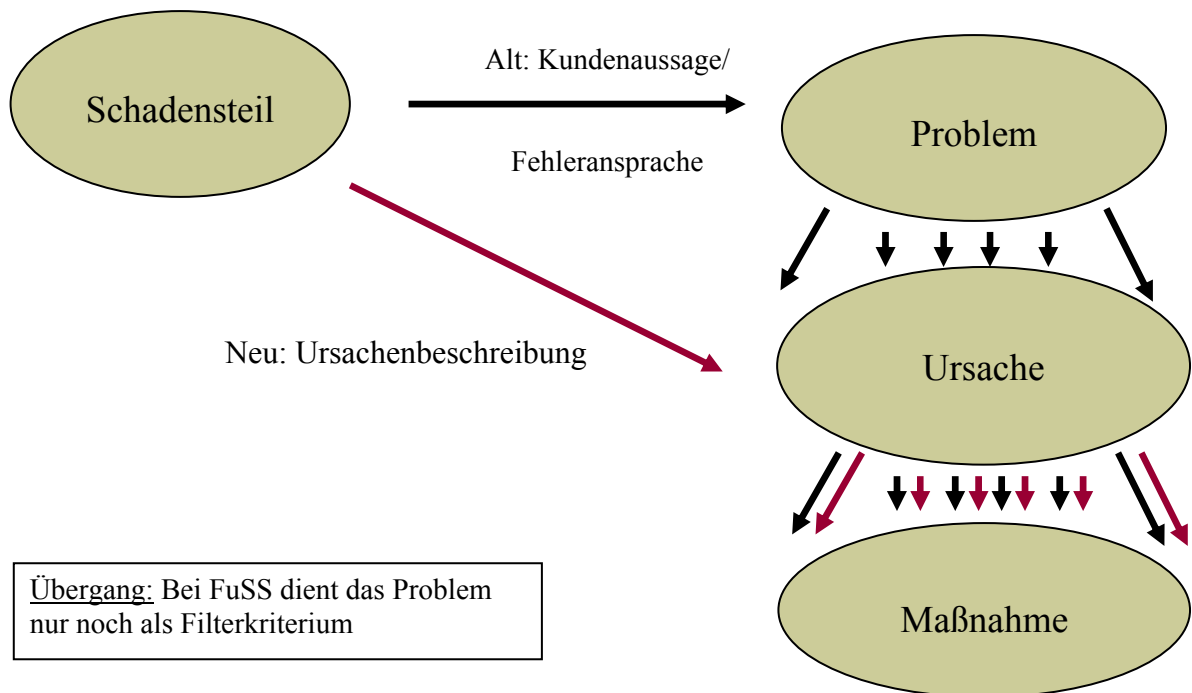 Alt: Kundenaussage/
Schadensteil
Problem
Fehleransprache
Neu: Ursachenbeschreibung
Ursache
Übergang: Bei FuSS dient das Problem
nur noch als Filterkriterium
Maßnahme